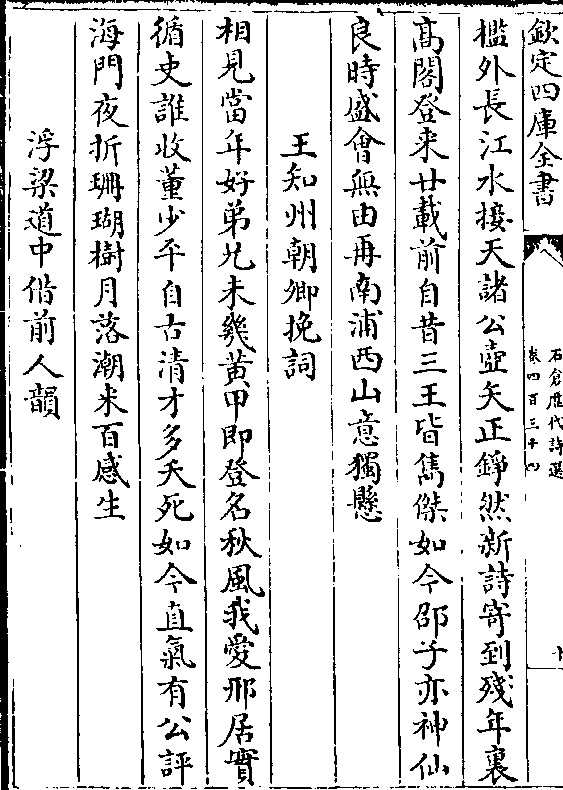 欽定四庫全書
石倉歷代詩選
卷四百三十四
十
檻外長江水接天諸公壺矢正錚然新詩寄到殘年裏
髙閣登来廿載前自昔三王皆雋傑如今邵子亦神仙
良時盛會無由再南浦西山意獨懸
王知州朝卿挽詞
相見當年好弟兄未幾黄甲即登名秋風我愛邢居實
循吏誰收董少平自古清才多夭死如今直氣有公評
海門夜折珊瑚樹月落潮来百感生
浮梁道中借前人韻